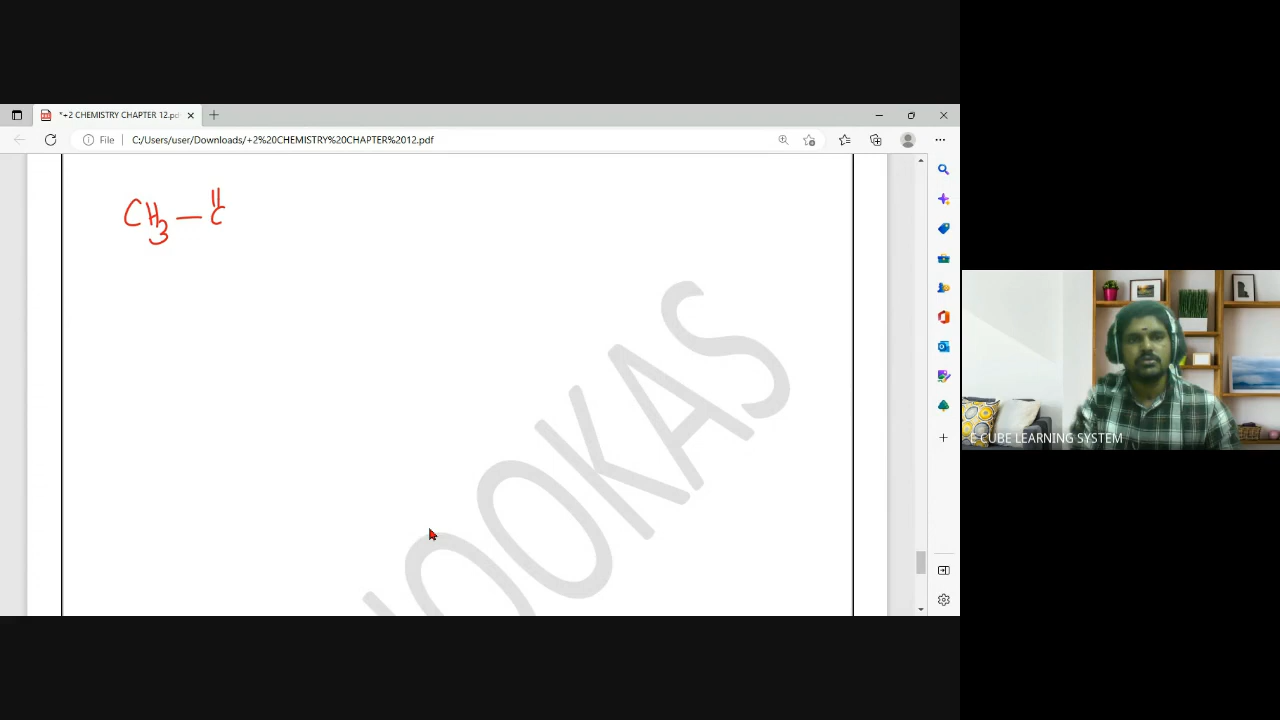 *+2 CHEMISTRY CHAPTER 12.pd
File C:/Users/user/Downloads/+2%20CHEMISTRY%20CHAPTER%2012.pdf
CH3 — C
OOKAS
E CUBE LEARNING SYSTEM